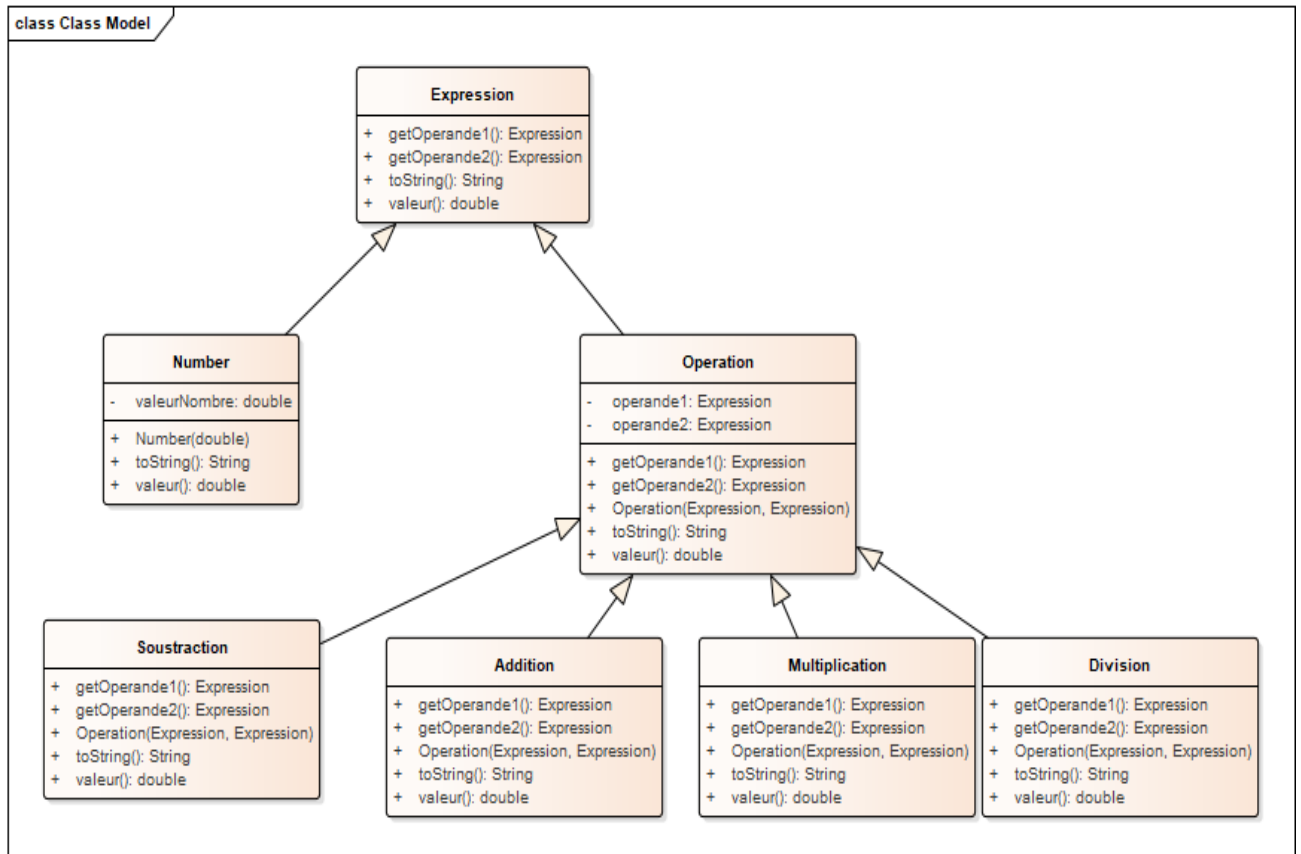 class Class Model
Expression
+ getOperande1(): Expression
+ getOperande2(): Expression
+ toString(): String
+ valeur(): double
Number
- valeurNombre: double
+ Number(double)
+ toString(): String
+ valeur(): double
Operation
- operande1: Expression
- operande2: Expression
+ getOperande1(): Expression
+ getOperande2(): Expression
+ Operation(Expression, Expression)
+ toString(): String
+ valeur(): double
Soustraction
+ getOperande1(): Expression
+ getOperande2(): Expression
+ Operation(Expression, Expression)
+ toString(): String
+ valeur(): double
Addition
+ getOperande1(): Expression
+ getOperande2(): Expression
+ Operation(Expression, Expression)
+ toString(): String
+ valeur(): double
Multiplication
+ getOperande1(): Expression
+ getOperande2(): Expression
+ Operation(Expression, Expression)
+ toString(): String
+ valeur(): double
Division
+ getOperande1(): Expression
+ getOperande2(): Expression
+ Operation(Expression, Expression)
+ toString(): String
+ valeur(): double